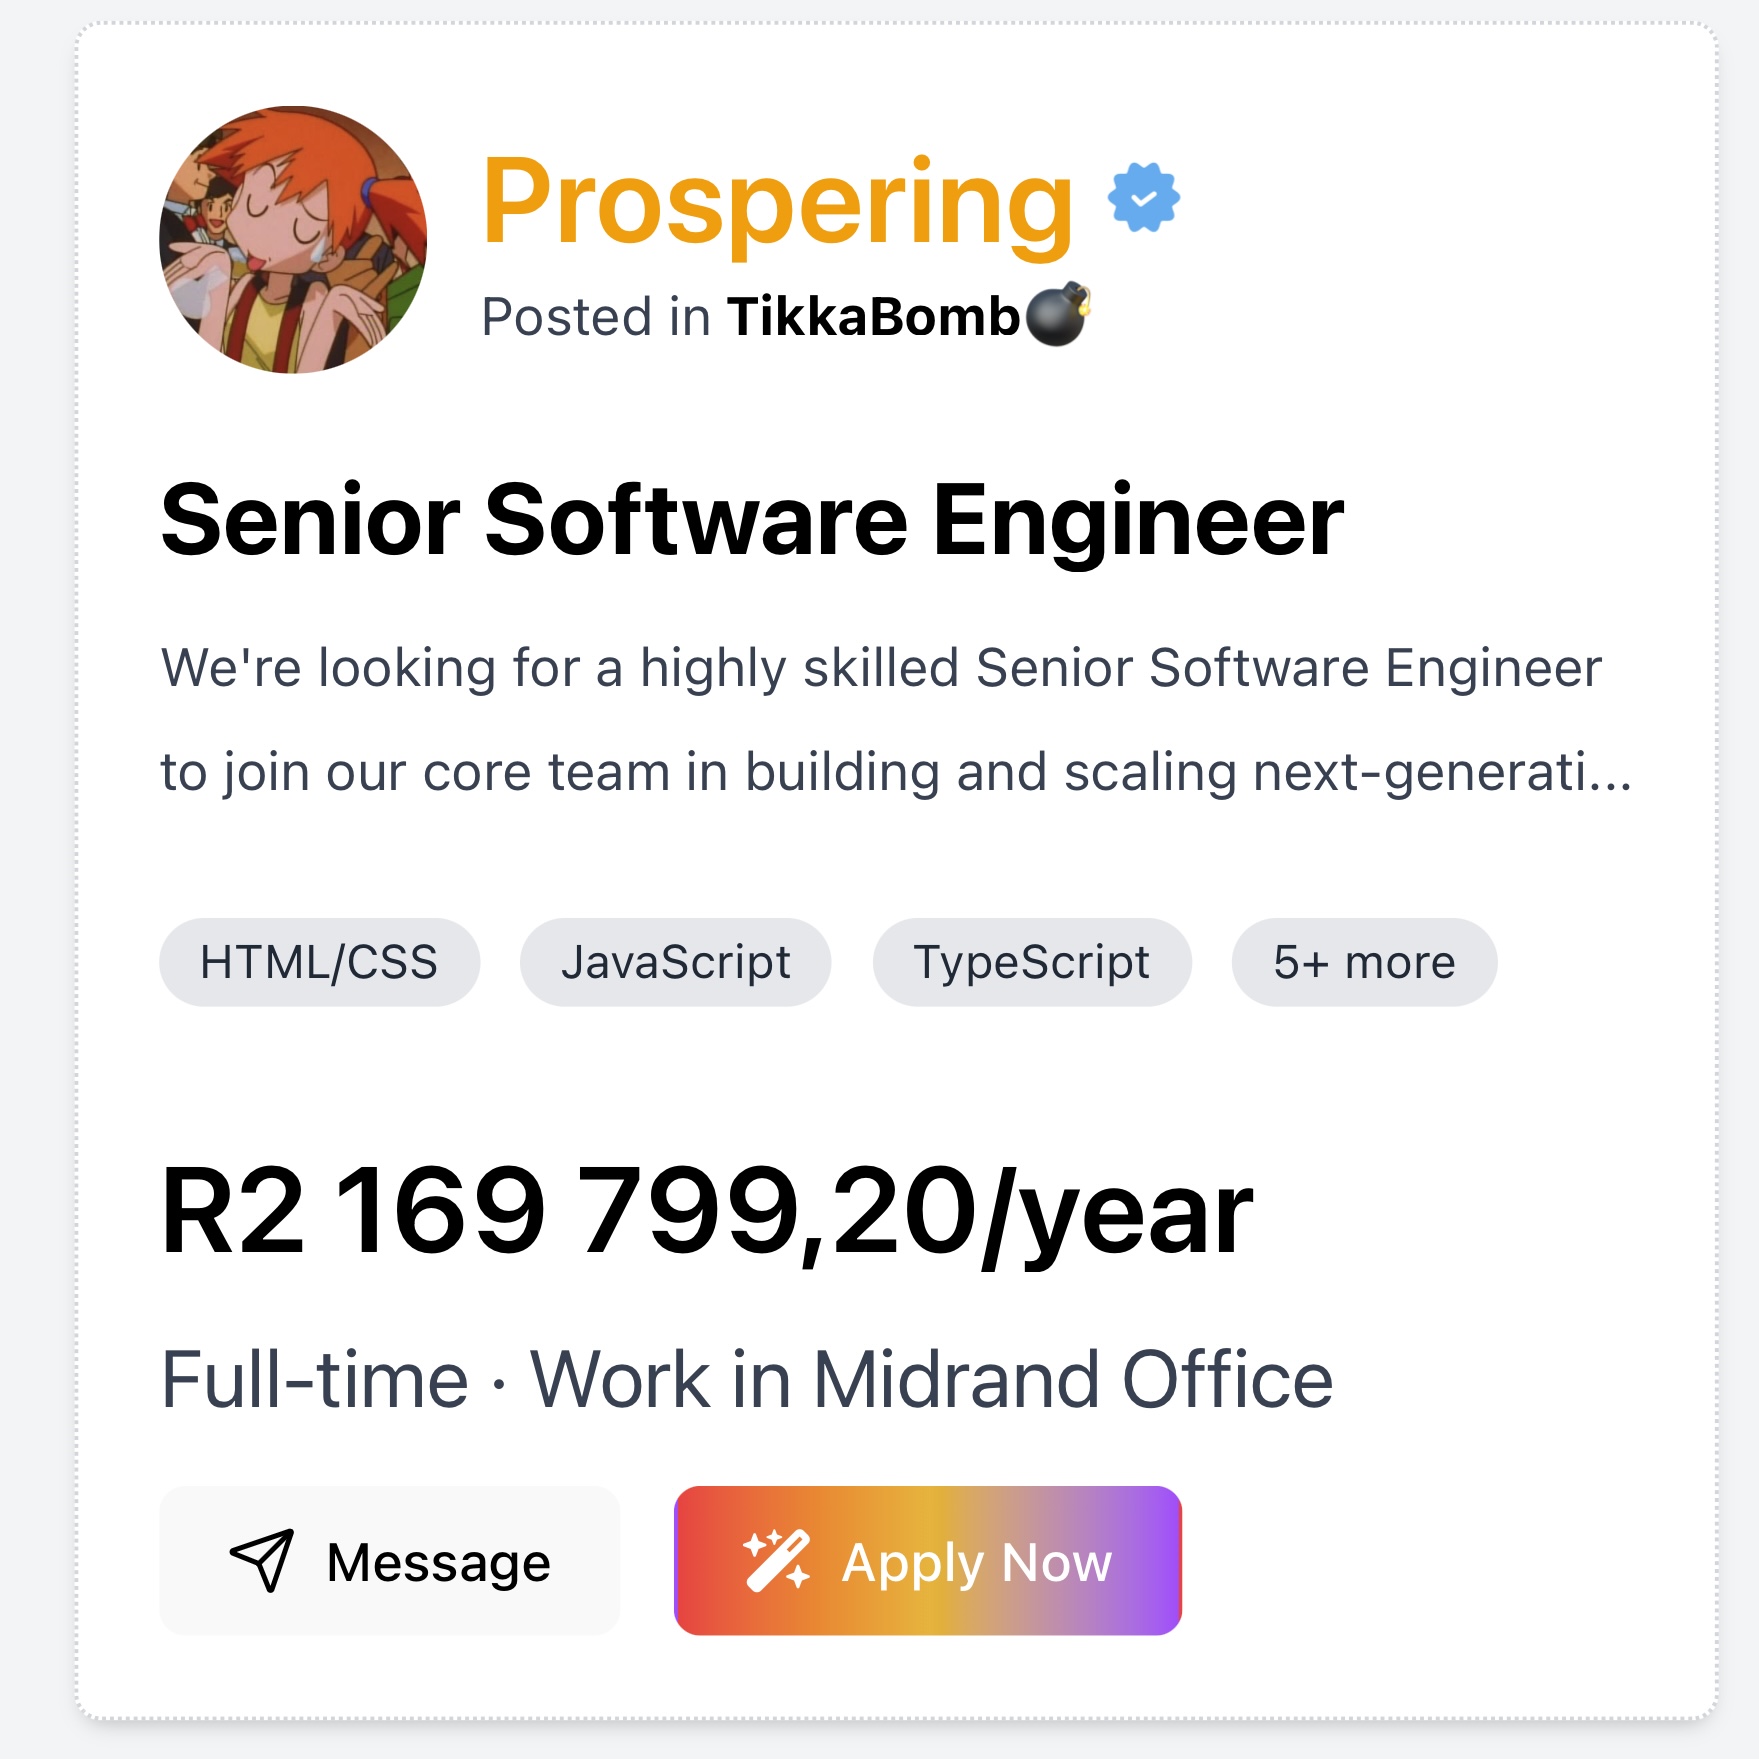 Prospering
Posted in TikkaBomb💣
Senior Software Engineer
We're looking for a highly skilled Senior Software Engineer
to join our core team in building and scaling next-generati...
HTML/CSS JavaScript TypeScript 5+ more
R2 169 799,20/year
Full-time · Work in Midrand Office
Message Apply Now